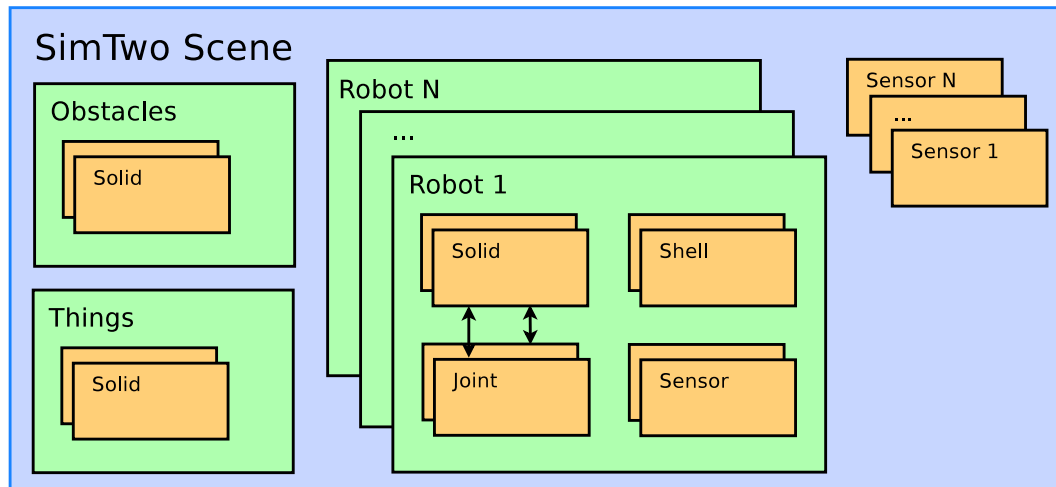 SimTwo Scene
Obstacles
Solid
Things
Solid
Robot N
...
Robot 1
Solid
Shell
Joint
Sensor
Sensor N
...
Sensor 1